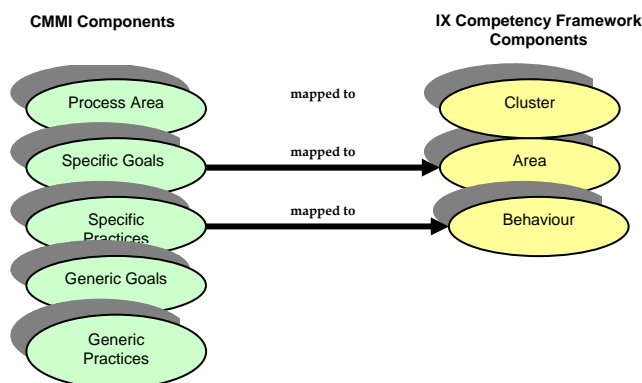 CMMI Components
IX Competency Framework
Components
Process Area
mapped to
Cluster
Specific Goals
mapped to
Area
Specific
Practices
mapped to
Behaviour
Generic Goals
Generic
Practices